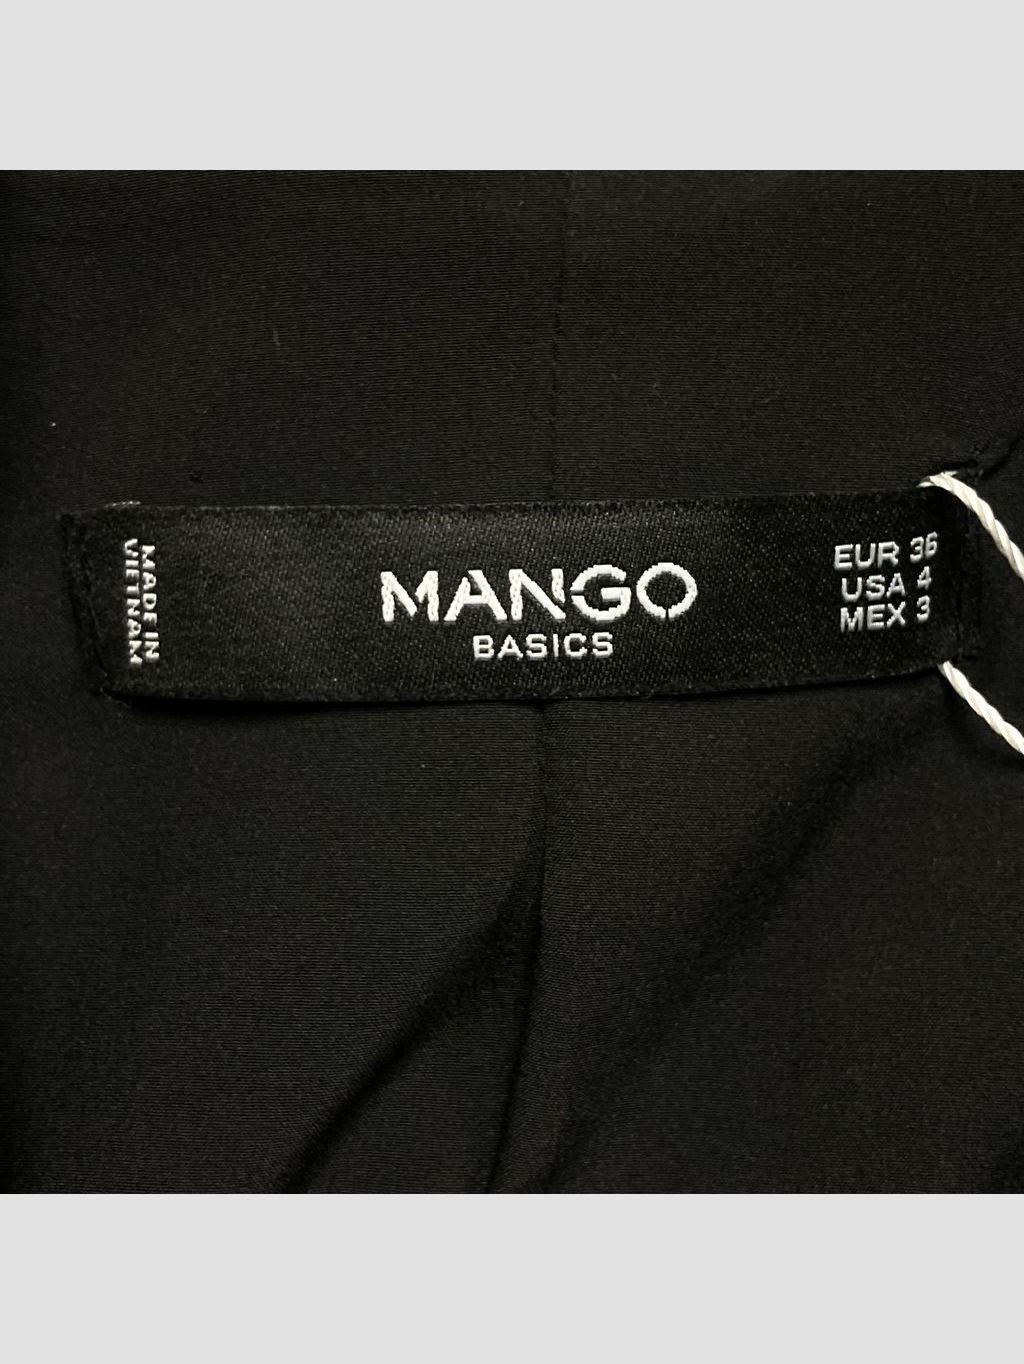 MADE IN
VIETNAM
MANGO
BASICS
EUR 36
USA 4
MEX 3